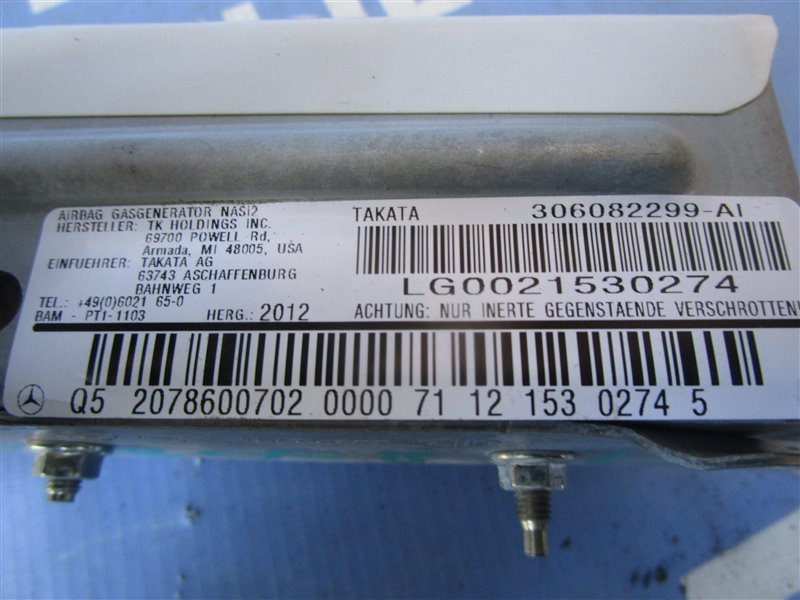 AIRBAG GASGENERATOR NASI2
HERSTELLER: TK HOLDINGS INC.
69700 POWELL Rd,
Armada, MI 48005, USA
EINFUEHRER: TAKATA AG
63743 ASCHAFFENBURG
BAHNWEG 1
TEL.: +49(0)6021 65-0
BAM - PT1-1103 HERG.: 2012
TAKATA 306082299-AI
LG0021530274
ACHTUNG: NUR INERTE GEGENSTAENDE VERSCHROTTEN
Q5 2078600702 0000 71 12 153 0274 5